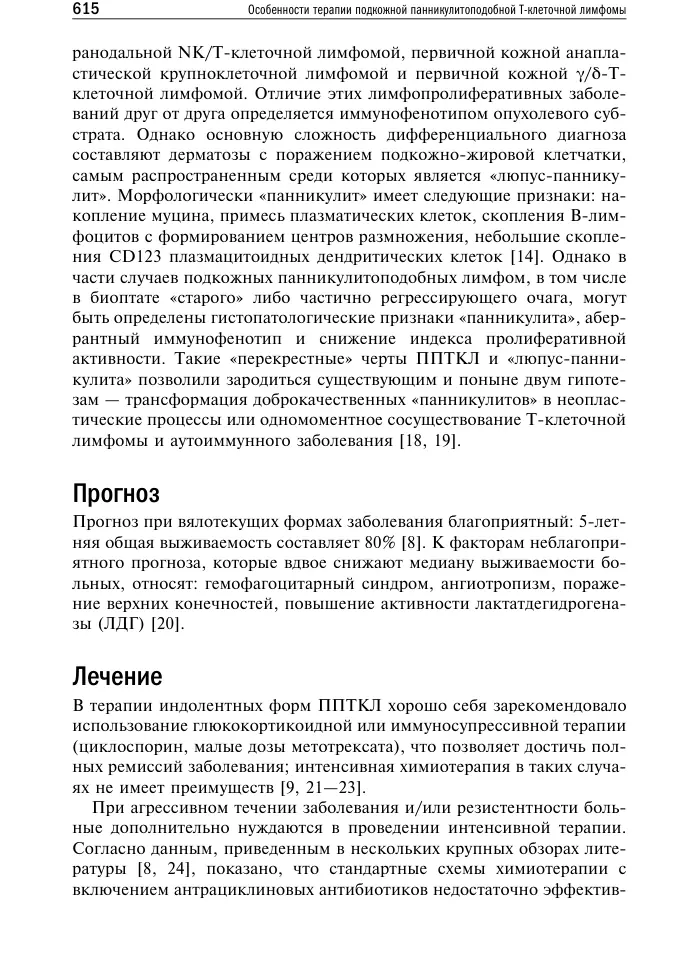 615
Особенности терапии подкожной панникулитоподобной Т-клеточной лимфомы
ранодальной NK/Т-клеточной лимфомой, первичной кожной анапла-
стической крупноклеточной лимфомой и первичной кожной γ/δ-Т-
клеточной лимфомой. Отличие этих лимфопролиферативных заболе-
ваний друг от друга определяется иммунофенотипом опухолевого суб-
страта. Однако основную сложность дифференциального диагноза
составляют дерматозы с поражением подкожно-жировой клетчатки,
самым распространенным среди которых является «люпус-паннику-
лит». Морфологически «панникулит» имеет следующие признаки: на-
копление муцина, примесь плазматических клеток, скопления В-лим-
фоцитов с формированием центров размножения, небольшие скопле-
ния CD123 плазмацитоидных дендритических клеток [14]. Однако в
части случаев подкожных панникулитоподобных лимфом, в том числе
в биоптате «старого» либо частично регрессирующего очага, могут
быть определены гистопатологические признаки «панникулита», абер-
рантный иммунофенотип и снижение индекса пролиферативной
активности. Такие «перекрестные» черты ППТКЛ и «люпус-панни-
кулита» позволили зародиться существующим и поныне двум гипоте-
зам — трансформация доброкачественных «панникулитов» в неоплас-
тические процессы или одномоментное сосуществование Т-клеточной
лимфомы и аутоиммунного заболевания [18, 19].
Прогноз
Прогноз при вялотекущих формах заболевания благоприятный: 5-лет-
няя общая выживаемость составляет 80% [8]. К факторам неблагопри-
ятного прогноза, которые вдвое снижают медиану выживаемости бо-
льных, относят: гемофагоцитарный синдром, ангиотропизм, пораже-
ние верхних конечностей, повышение активности лактатдегидрогена-
зы (ЛДГ) [20].
Лечение
В терапии индолентных форм ППТКЛ хорошо себя зарекомендовало
использование глюкокортикоидной или иммуносупрессивной терапии
(циклоспорин, малые дозы метотрексата), что позволяет достичь пол-
ных ремиссий заболевания; интенсивная химиотерапия в таких случа-
ях не имеет преимуществ [9, 21—23].
При агрессивном течении заболевания и/или резистентности боль-
ные дополнительно нуждаются в проведении интенсивной терапии.
Согласно данным, приведенным в нескольких крупных обзорах лите-
ратуры [8, 24], показано, что стандартные схемы химиотерапии с
включением антрациклиновых антибиотиков недостаточно эффектив-